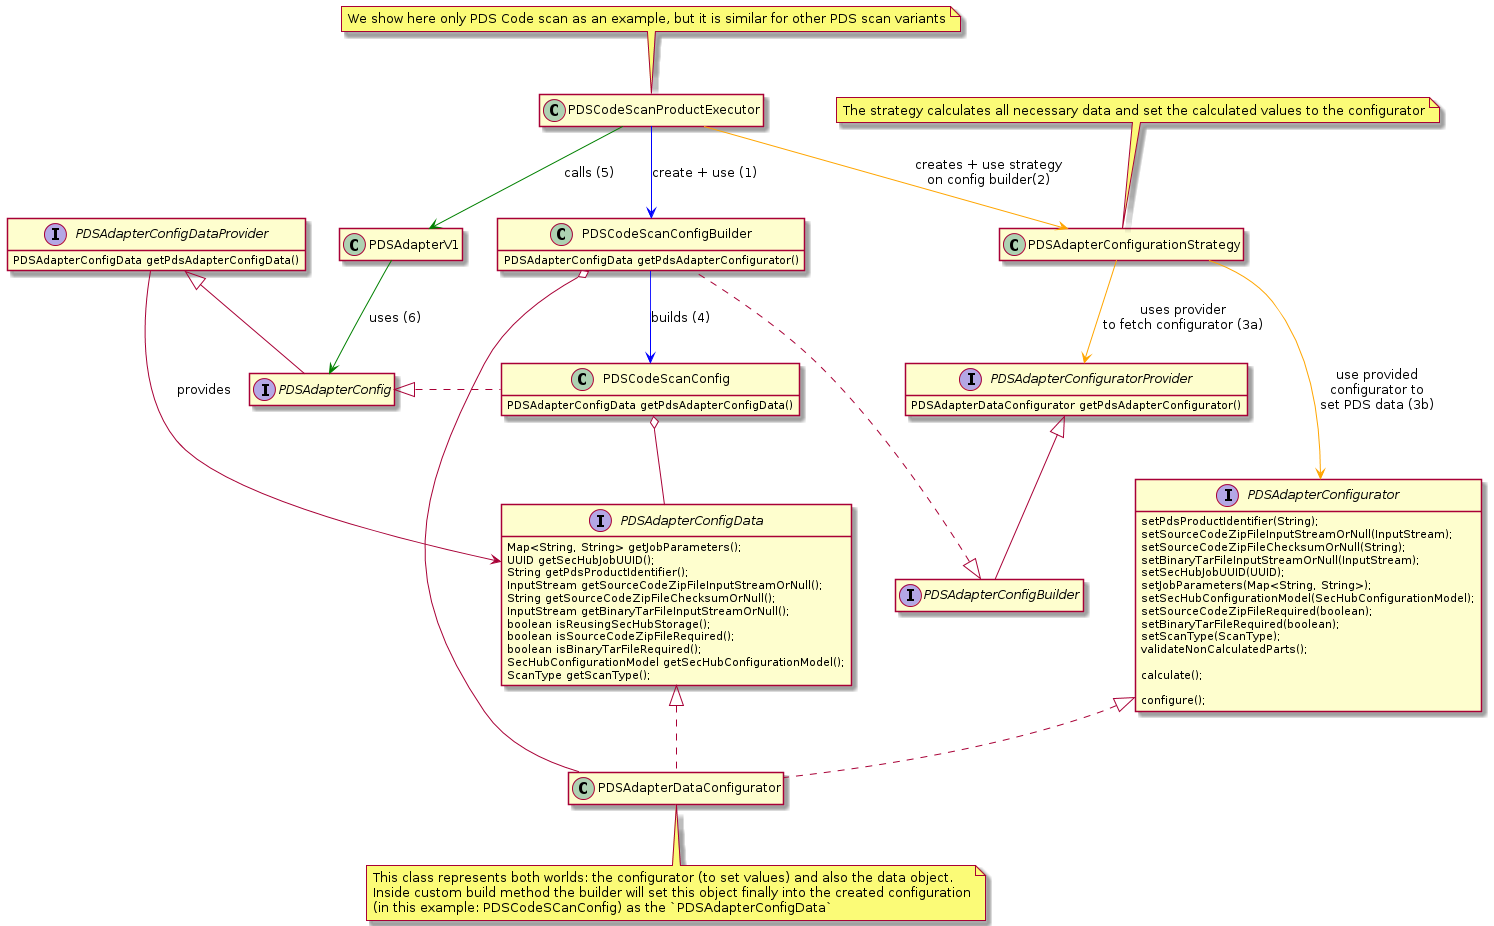 We show here only PDS Code scan as an example, but it is similar for other PDS scan variants
C PDSCodeScanProductExecutor
The strategy calculates all necessary data and set the calculated values to the configurator
calls (5)
create + use (1)
creates + use strategy
on config builder(2)
I PDSAdapterConfigDataProvider
PDSAdapterConfigData getPdsAdapterConfigData()
C PDSAdapterV1
C PDSCodeScanConfigBuilder
PDSAdapterConfigData getPdsAdapterConfigurator()
C PDSAdapterConfigurationStrategy
uses (6)
builds (4)
uses provider
to fetch configurator (3a)
provides
I PDSAdapterConfig
C PDSCodeScanConfig
PDSAdapterConfigData getPdsAdapterConfigData()
I PDSAdapterConfiguratorProvider
PDSAdapterDataConfigurator getPdsAdapterConfigurator()
use provided
configurator to
set PDS data (3b)
I PDSAdapterConfigData
Map<String, String> getJobParameters();
UUID getSecHubJobUUID();
String getPdsProductIdentifier();
InputStream getSourceCodeZipFileInputStreamOrNull();
String getSourceCodeZipFileChecksumOrNull();
InputStream getBinaryTarFileInputStreamOrNull();
boolean isReusingSecHubStorage();
boolean isSourceCodeZipFileRequired();
boolean isBinaryTarFileRequired();
SecHubConfigurationModel getSecHubConfigurationModel();
ScanType getScanType();
I PDSAdapterConfigBuilder
I PDSAdapterConfigurator
setPdsProductIdentifier(String);
setSourceCodeZipFileInputStreamOrNull(InputStream);
setSourceCodeZipFileChecksumOrNull(String);
setBinaryTarFileInputStreamOrNull(InputStream);
setSecHubJobUUID(UUID);
setJobParameters(Map<String, String>);
setSecHubConfigurationModel(SecHubConfigurationModel);
setSourceCodeZipFileRequired(boolean);
setBinaryTarFileRequired(boolean);
setScanType(ScanType);
validateNonCalculatedParts();
calculate();
configure();
C PDSAdapterDataConfigurator
This class represents both worlds: the configurator (to set values) and also the data object.
Inside custom build method the builder will set this object finally into the created configuration
(in this example: PDSCodeSCanConfig) as the `PDSAdapterConfigData`